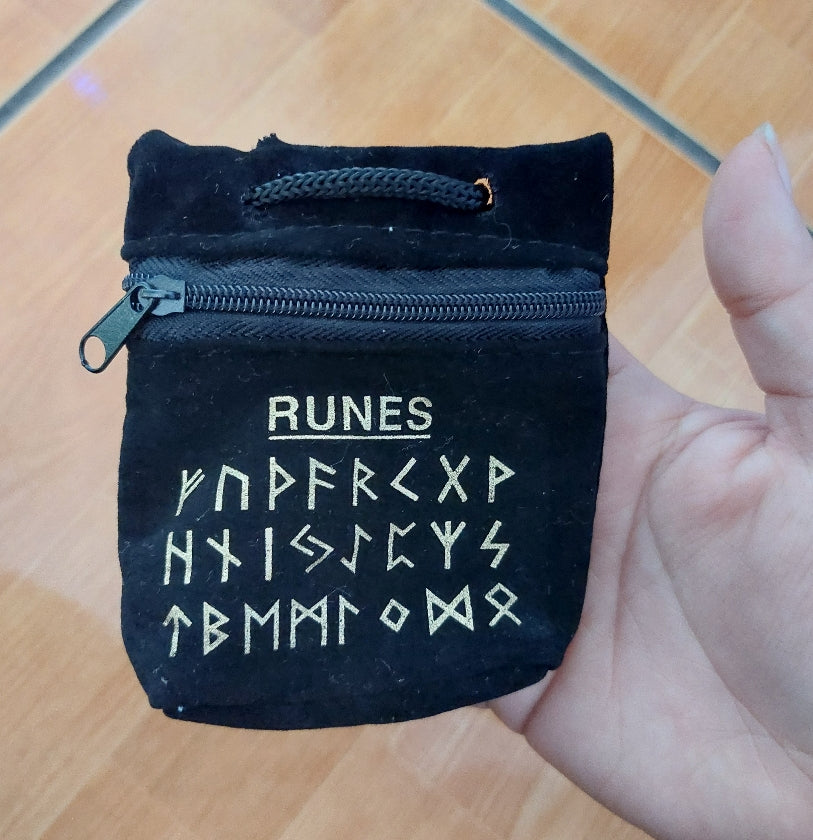 RUNES
ᚠᚢᚦᚨᚱᚲᚷᚹ
ᚺᚾᛁᛃᛇᛈᛉᛊ
ᛏᛒᛖᛗᛚᛜᛞᛟ